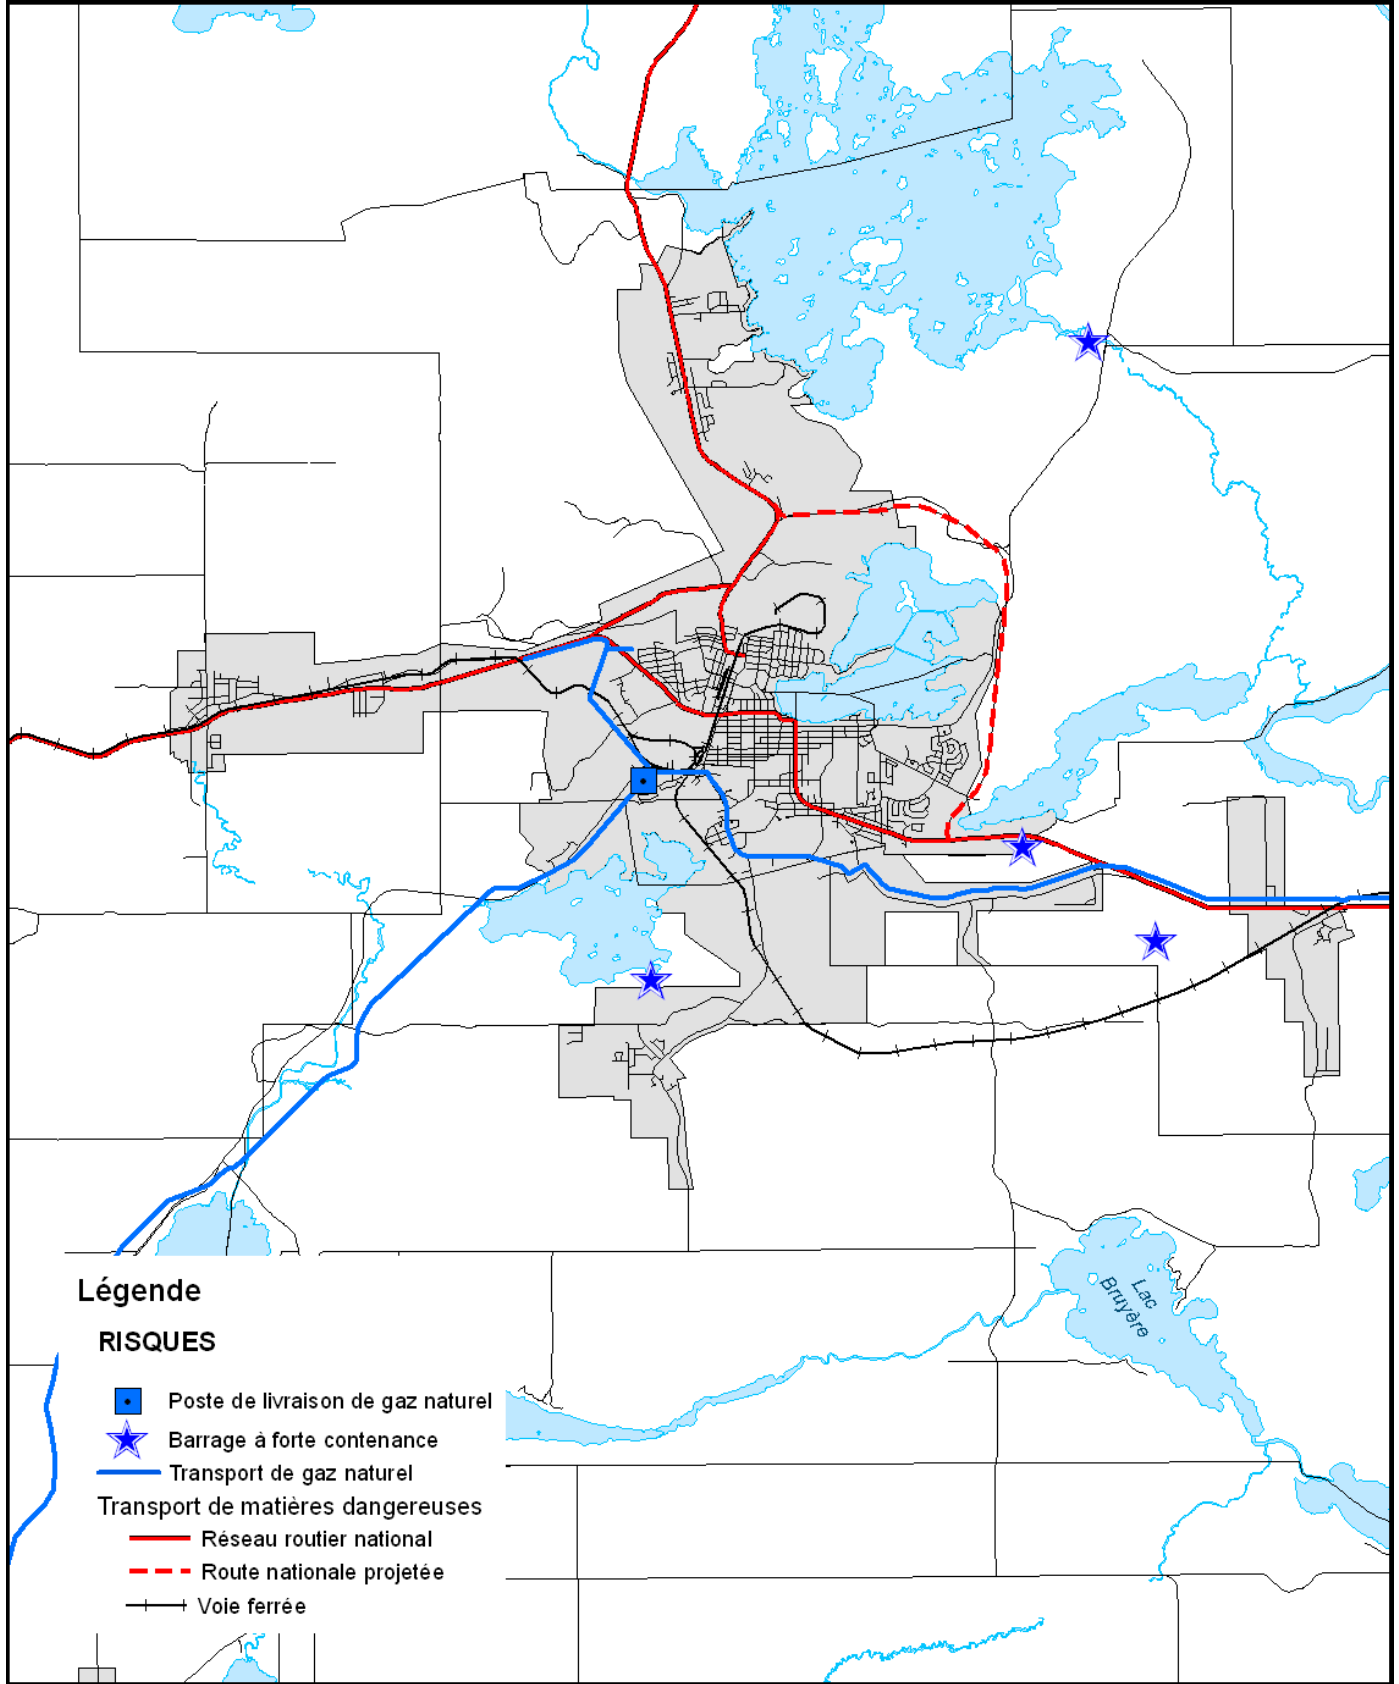 Lac
Bruyère
Légende
RISQUES
Poste de livraison de gaz naturel
Barrage à forte contenance
Transport de gaz naturel
Transport de matières dangereuses
Réseau routier national
Route nationale projetée
Voie ferrée